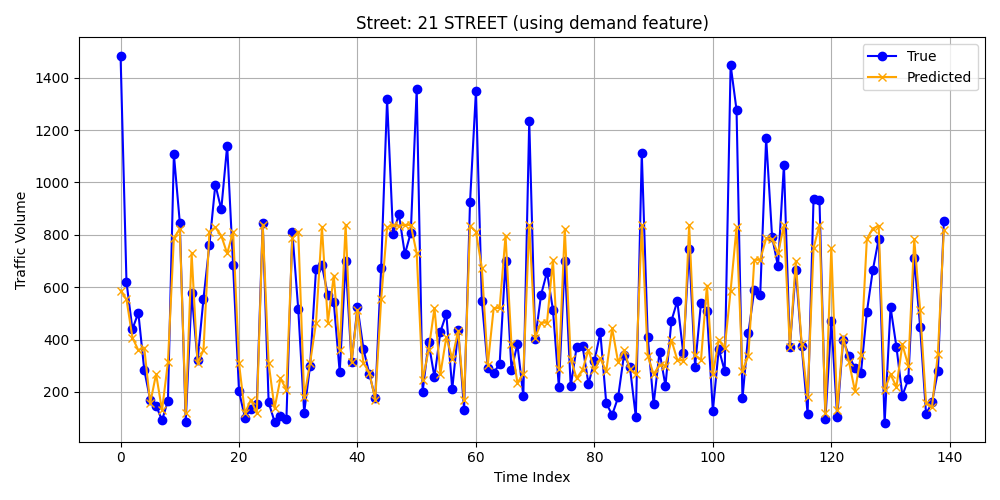 Street: 21 STREET (using demand feature)
True
Predicted
Traffic Volume
1400
1200
1000
800
600
400
200
0 20 40 60 80 100 120 140
Time Index